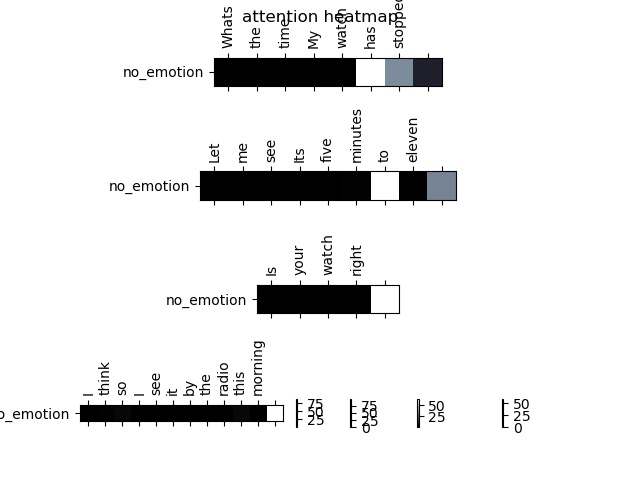 attention heatmap
Whats the time My watch has stopped
no_emotion
Let me see Its five minutes to eleven
no_emotion
Is your watch right
no_emotion
I think so I see it by the radio this morning
no_emotion
75 50 25
75 50 25 0
50 25
50 25 0